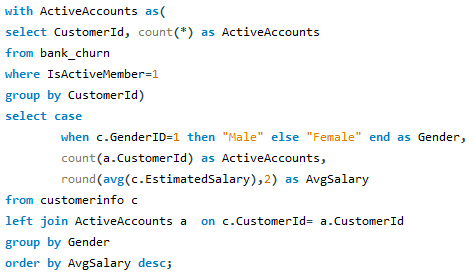 with ActiveAccounts as(
select CustomerId, count(*) as ActiveAccounts
from bank_churn
where IsActiveMember=1
group by CustomerId)
select case
when c.GenderID=1 then "Male" else "Female" end as Gender,
count(a.CustomerId) as ActiveAccounts,
round(avg(c.EstimatedSalary),2) as AvgSalary
from customerinfo c
left join ActiveAccounts a  on c.CustomerId= a.CustomerId
group by Gender
order by AvgSalary desc;